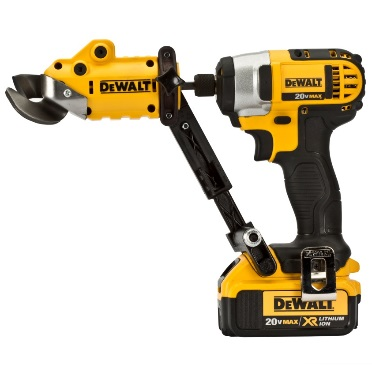 DEWALT
DEWALT
20V MAX
DEWALT
20V MAX XR LITHIUM
ION